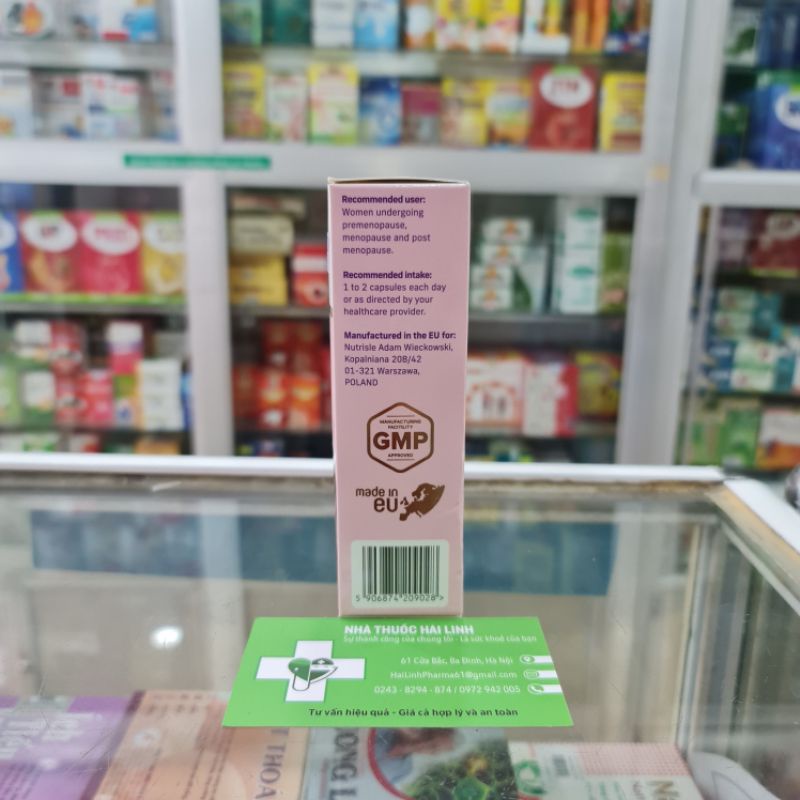 Recommended user:
Women undergoing
premenopause,
menopause and post
menopause.
Recommended intake:
1 to 2 capsules each day
or as directed by your
healthcare provider.
Manufactured in the EU for:
Nutrisle Adam Wieckowski,
Kopalniana 20B/42
01-321 Warszawa,
POLAND
MANUFACTURING
FACITILITY
GMP
APPROVED
made in
eu
5 906874 209028 >
NHÀ THUỐC HẢI LINH
Sự thành công của chúng tôi - Là sức khoẻ của bạn
61 Cửa Bắc, Ba Đình, Hà Nội
HaiLinhPharma61@gmail.com
0243 - 8294 - 874 / 0972 942 005
Tư vấn hiệu quả - Giá cả hợp lý và an toàn